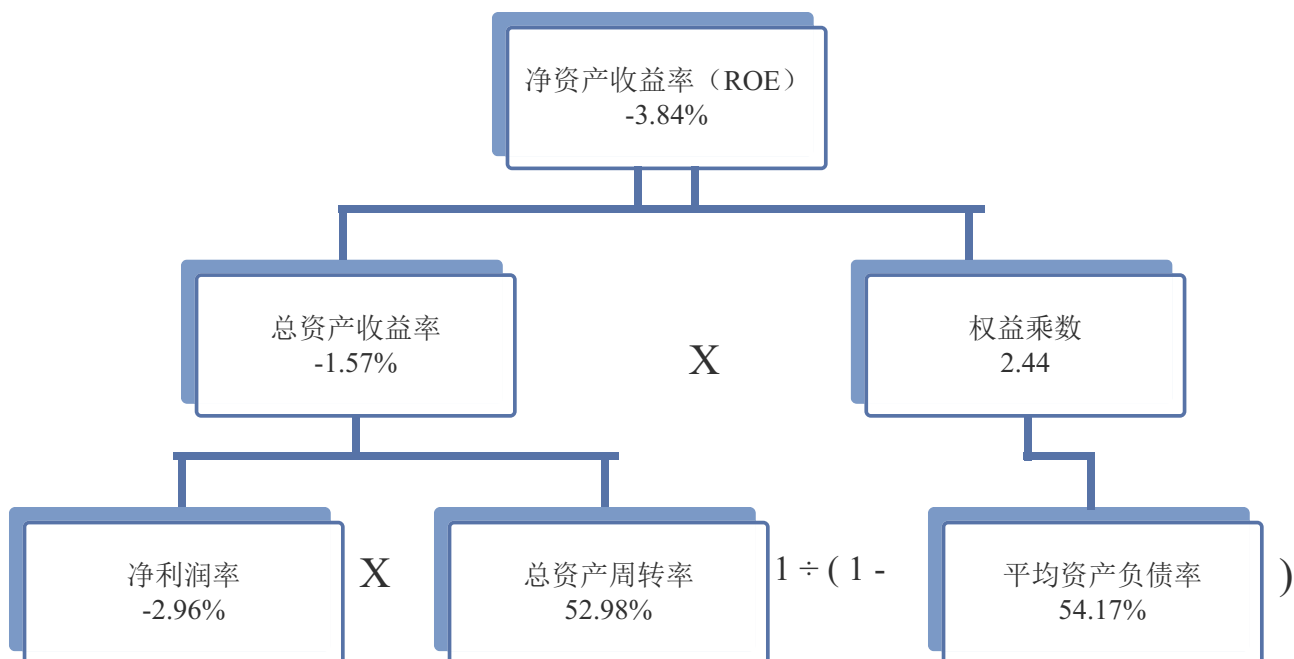 净资产收益率（ROE）
-3.84%
总资产收益率
-1.57%
X
权益乘数
2.44
净利润率
-2.96%
X
总资产周转率
52.98%
1 ÷ ( 1 -
平均资产负债率
54.17%
)